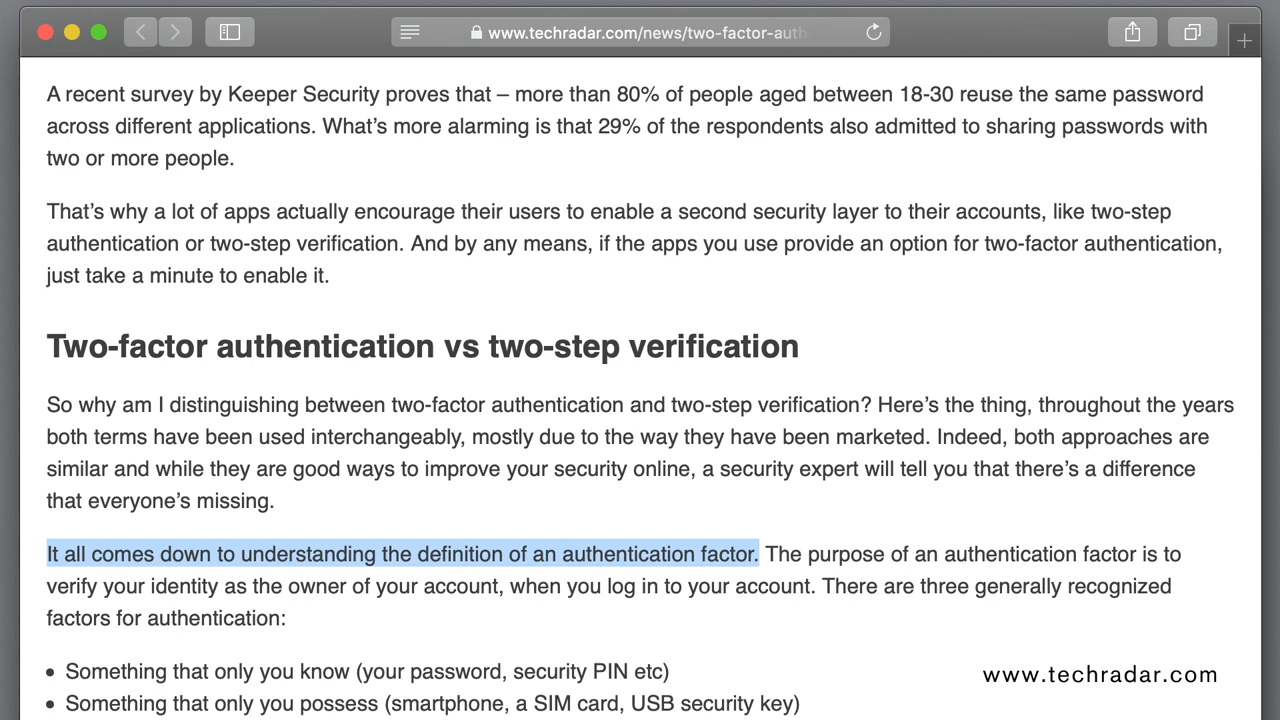 www.techradar.com/news/two-factor-auth
A recent survey by Keeper Security proves that – more than 80% of people aged between 18-30 reuse the same password
across different applications. What’s more alarming is that 29% of the respondents also admitted to sharing passwords with
two or more people.
That’s why a lot of apps actually encourage their users to enable a second security layer to their accounts, like two-step
authentication or two-step verification. And by any means, if the apps you use provide an option for two-factor authentication,
just take a minute to enable it.
Two-factor authentication vs two-step verification
So why am I distinguishing between two-factor authentication and two-step verification? Here’s the thing, throughout the years
both terms have been used interchangeably, mostly due to the way they have been marketed. Indeed, both approaches are
similar and while they are good ways to improve your security online, a security expert will tell you that there’s a difference
that everyone’s missing.
It all comes down to understanding the definition of an authentication factor. The purpose of an authentication factor is to
verify your identity as the owner of your account, when you log in to your account. There are three generally recognized
factors for authentication:
• Something that only you know (your password, security PIN etc)
www.techradar.com
• Something that only you possess (smartphone, a SIM card, USB security key)